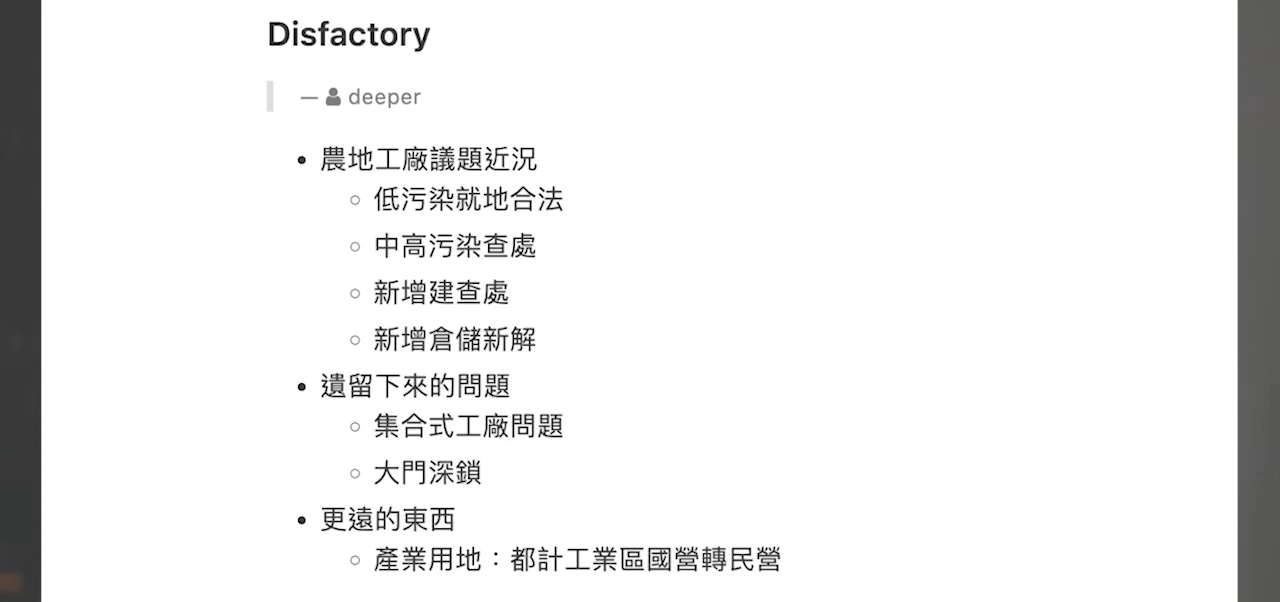 Disfactory
— deeper
農地工廠議題近況
低污染就地合法
中高污染查處
新增建查處
新增倉儲新解
遺留下來的問題
集合式工廠問題
大門深鎖
更遠的東西
產業用地：都計工業區國營轉民營